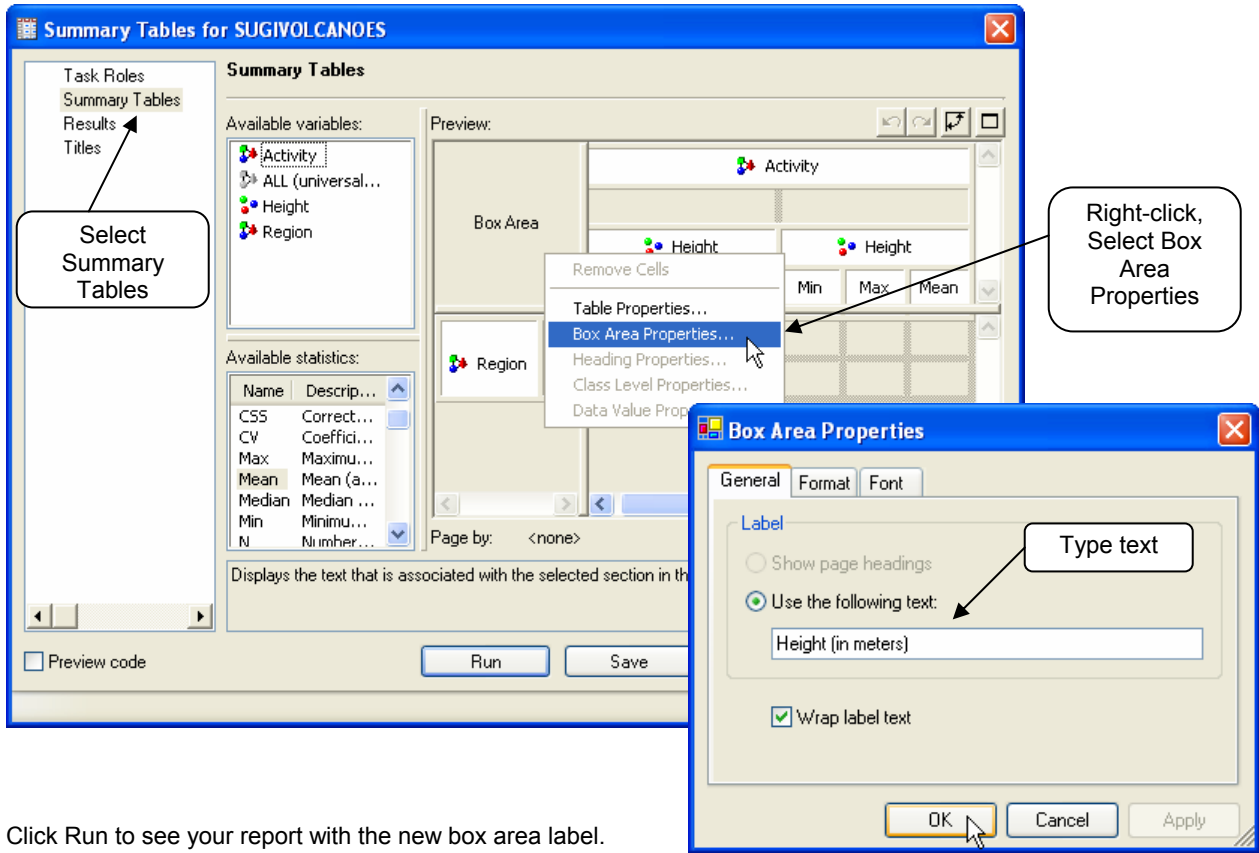 Summary Tables for SUGIVOLCANOES
Task Roles
Summary Tables
Results
Titles
Select
Summary
Tables
Summary Tables
Available variables:
Activity
ALL (universal...
Height
Region
Available statistics:
Name Descrip...
CSS Correct...
CV Coeffici...
Max Maximu...
Mean Mean (a...
Median Median ...
Min Minimu...
N Number...
Preview:
Box Area
Activity
Height Height
Min Max Mean
Region
Remove Cells
Table Properties...
Box Area Properties...
Heading Properties...
Class Level Properties...
Data Value Prop
Right-click,
Select Box
Area
Properties
Page by: <none>
Displays the text that is associated with the selected section in th
Preview code
Run
Save
Box Area Properties
General Format Font
Label
Show page headings
Use the following text:
Type text
Height (in meters)
Wrap label text
OK Cancel Apply
Click Run to see your report with the new box area label.